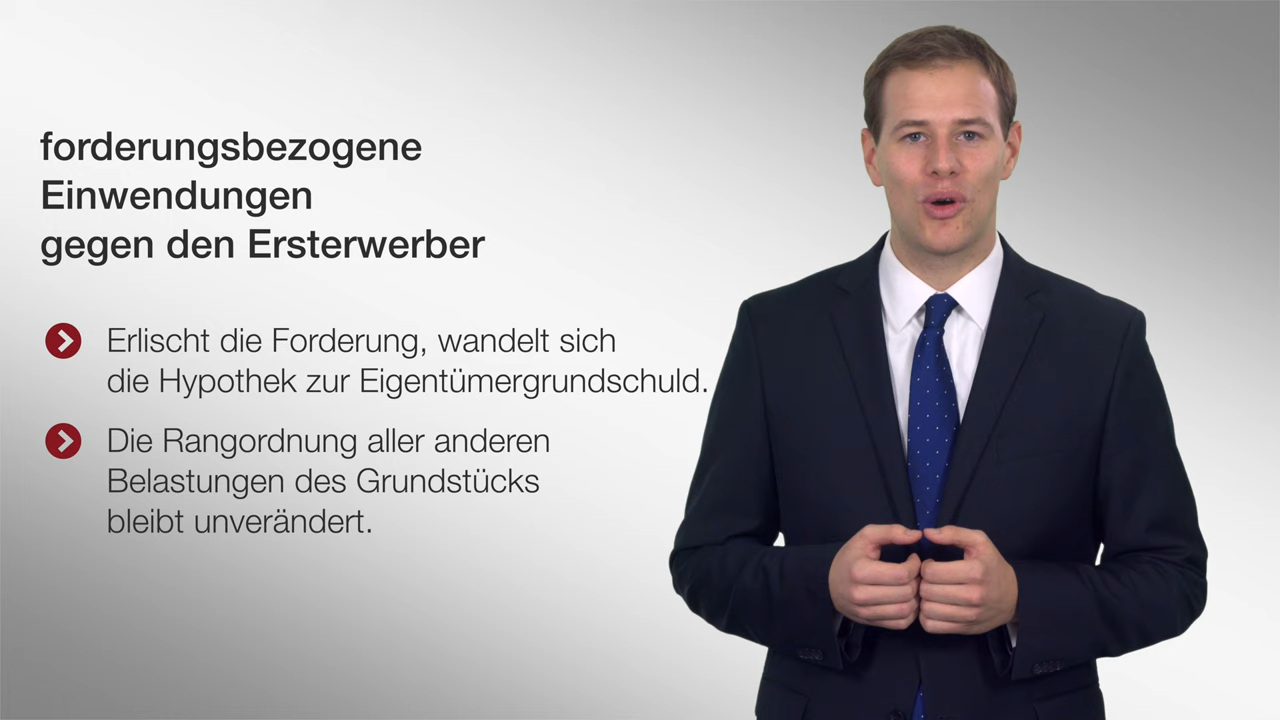 forderungsbezogene
Einwendungen
gegen den Ersterwerber
Erlischt die Forderung, wandelt sich
die Hypothek zur Eigentümergrundschuld.
Die Rangordnung aller anderen
Belastungen des Grundstücks
bleibt unverändert.